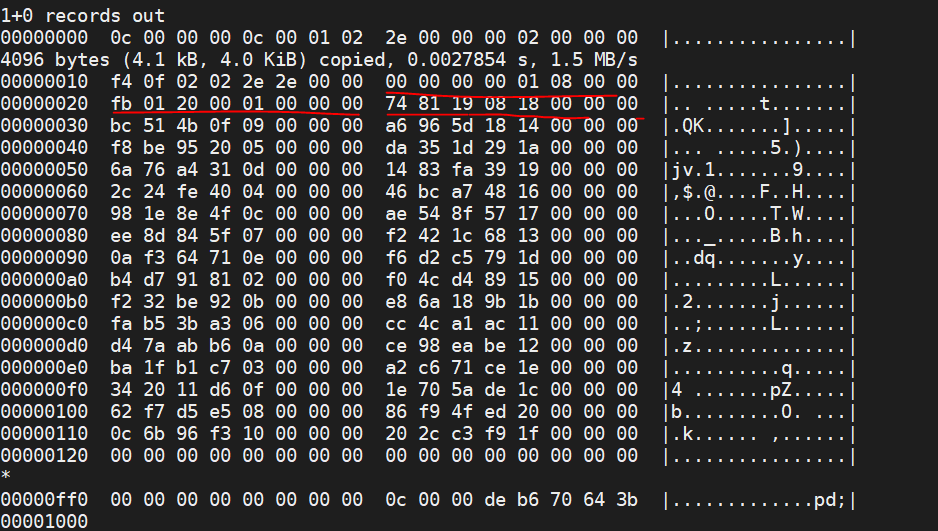 1+0 records out
00000000  0c 00 00 00 0c 00 01 02  2e 00 00 00 02 00 00 00  |................|
4096 bytes (4.1 kB, 4.0 KiB) copied, 0.0027854 s, 1.5 MB/s
00000010  f4 0f 02 02 2e 2e 00 00  00 00 00 00 01 08 00 00  |................|
00000020  fb 01 20 00 01 00 00 00  74 81 19 08 18 00 00 00  |.. .....t.......|
00000030  bc 51 4b 0f 09 00 00 00  a6 96 5d 18 14 00 00 00  |.QK.......].....|
00000040  f8 be 95 20 05 00 00 00  da 35 1d 29 1a 00 00 00  |... .....5.)....|
00000050  6a 76 a4 31 0d 00 00 00  14 83 fa 39 19 00 00 00  |jv.1.......9....|
00000060  2c 24 fe 40 04 00 00 00  46 bc a7 48 16 00 00 00  |,$.@....F..H....|
00000070  98 1e 8e 4f 0c 00 00 00  ae 54 8f 57 17 00 00 00  |...O.....T.W....|
00000080  ee 8d 84 5f 07 00 00 00  f2 42 1c 68 13 00 00 00  |..._.....B.h....|
00000090  0a f3 64 71 0e 00 00 00  f6 d2 c5 79 1d 00 00 00  |..dq.......y....|
000000a0  b4 d7 91 81 02 00 00 00  f0 4c d4 89 15 00 00 00  |.........L......|
000000b0  f2 32 be 92 0b 00 00 00  e8 6a 18 9b 1b 00 00 00  |.2.......j......|
000000c0  fa b5 3b a3 06 00 00 00  cc 4c a1 ac 11 00 00 00  |..;......L......|
000000d0  d4 7a ab b6 0a 00 00 00  ce 98 ea be 12 00 00 00  |.z..............|
000000e0  ba 1f b1 c7 03 00 00 00  a2 c6 71 ce 1e 00 00 00  |..........q.....|
000000f0  34 20 11 d6 0f 00 00 00  1e 70 5a de 1c 00 00 00  |4 .......pZ.....|
00000100  62 f7 d5 e5 08 00 00 00  86 f9 4f ed 20 00 00 00  |b.........O. ...|
00000110  0c 6b 96 f3 10 00 00 00  20 2c c3 f9 1f 00 00 00  |.k...... ,......|
00000120  00 00 00 00 00 00 00 00  00 00 00 00 00 00 00 00  |................|
*
00000ff0  00 00 00 00 00 00 00 00  0c 00 00 de b6 70 64 3b  |.............pd;|
00001000